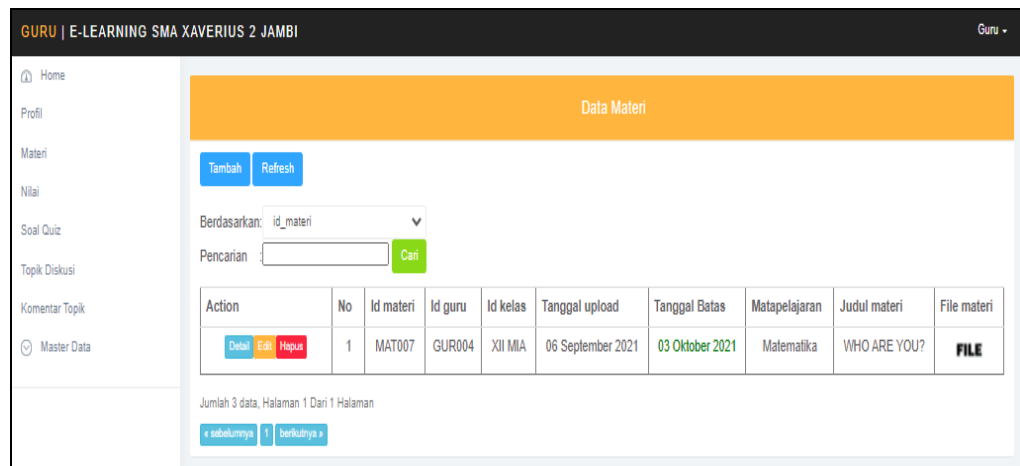 GURU | E-LEARNING SMA XAVERIUS 2 JAMBI
Guru
Home
Profil
Materi
Nilai
Soal Quiz
Topik Diskusi
Komentar Topik
Master Data
Data Materi
Tambah Refresh
Berdasarkan: id_materi
Pencarian : Cari
Action No Id materi Id guru Id kelas Tanggal upload Tanggal Batas Matapelajaran Judul materi File materi
Detail Edit Hapus 1 MAT007 GUR004 XII MIA 06 September 2021 03 Oktober 2021 Matematika WHO ARE YOU? FILE
Jumlah 3 data, Halaman 1 Dari 1 Halaman
« sebelumnya 1 berikutnya »